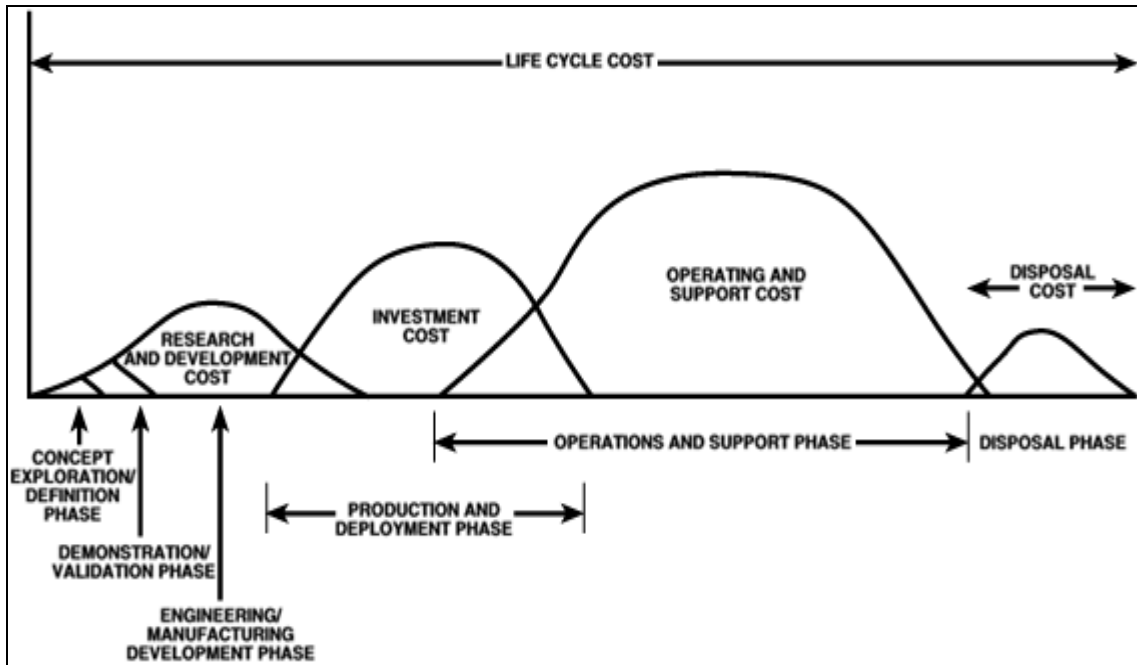 LIFE CYCLE COST
RESEARCH
AND DEVELOPMENT
COST
INVESTMENT
COST
OPERATING AND
SUPPORT COST
DISPOSAL
COST
CONCEPT
EXPLORATION/
DEFINITION
PHASE
DEMONSTRATION/
VALIDATION PHASE
ENGINEERING/
MANUFACTURING
DEVELOPMENT PHASE
PRODUCTION AND
DEPLOYMENT PHASE
OPERATIONS AND SUPPORT PHASE
DISPOSAL PHASE